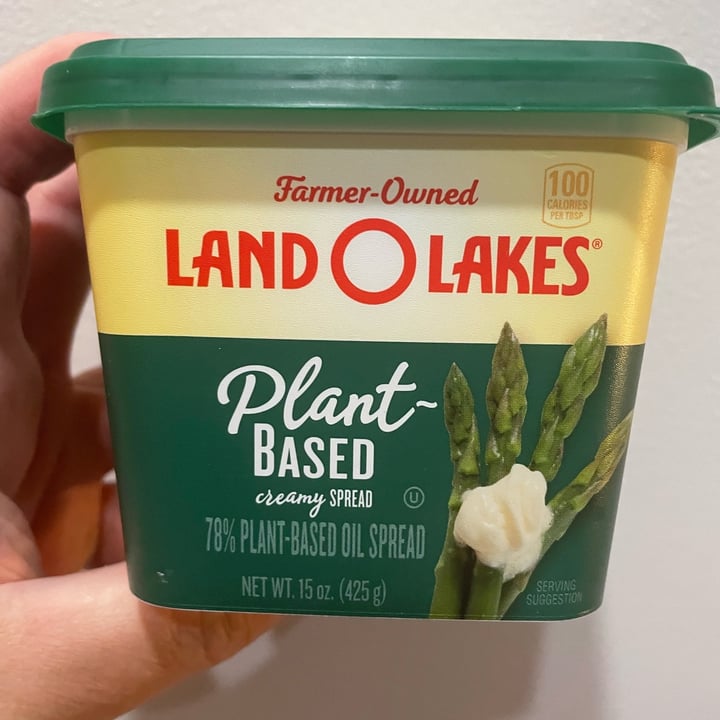 Farmer-Owned
100
CALORIES
PER TBSP
LAND O LAKES®
Plant-
BASED
creamy SPREAD
U
78% PLANT-BASED OIL SPREAD
NET WT. 15 oz. (425 g)
SERVING
SUGGESTION